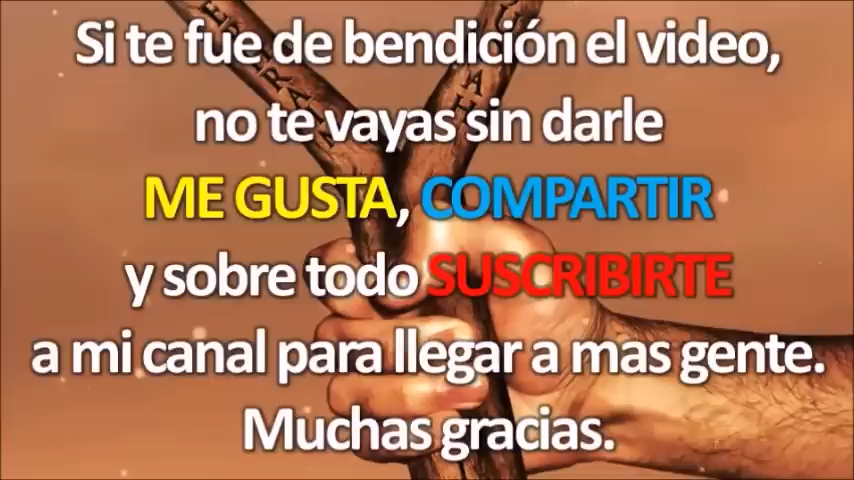 Si te fue de bendición el video,
no te vayas sin darle
ME GUSTA, COMPARTIR
y sobre todo SUSCRIBIRTE
a mi canal para llegar a mas gente.
Muchas gracias.